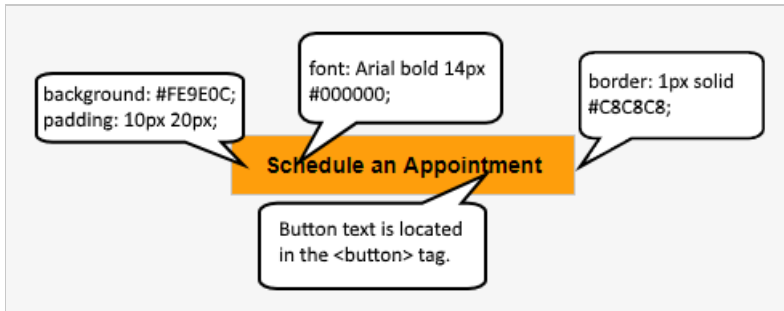 font: Arial bold 14px
#000000;
background: #FE9E0C;
padding: 10px 20px;
border: 1px solid
#C8C8C8;
Schedule an Appointment
Button text is located
in the <button> tag.